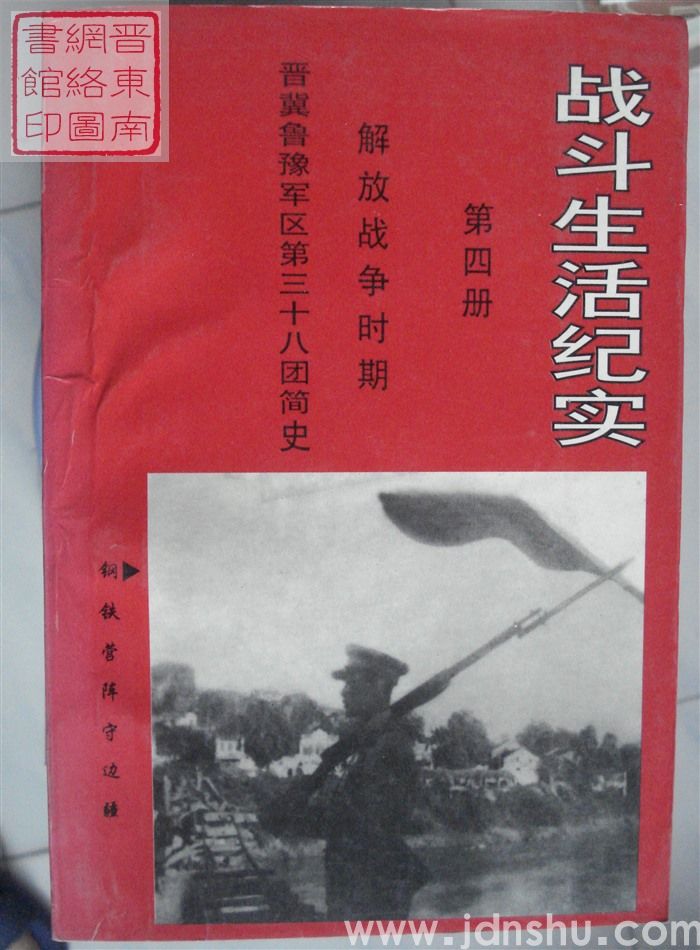 战斗生活纪实
第四册
解放战争时期
晋冀鲁豫军区第三十八团简史
钢铁营阵守边疆
晋東南
網絡圖
書館印
www.jdnshu.com